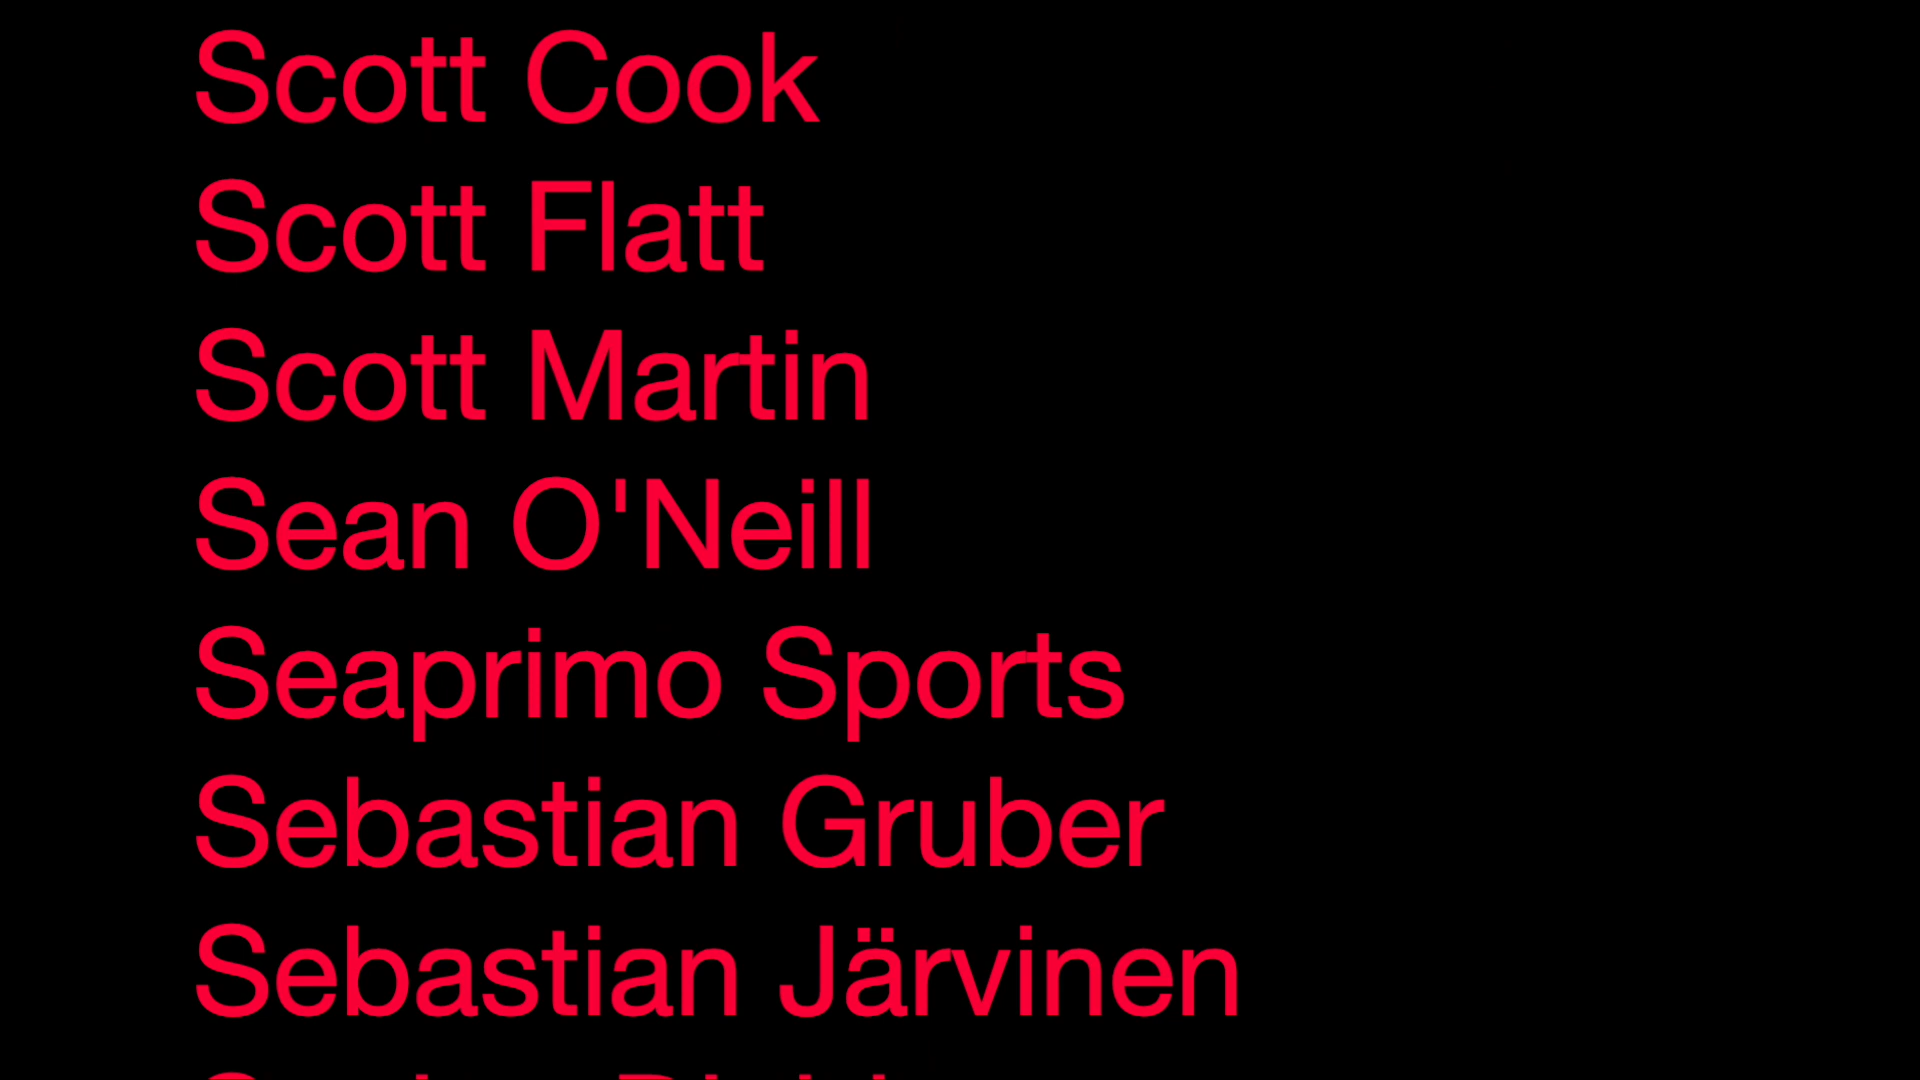 Scott Cook
Scott Flatt
Scott Martin
Sean O'Neill
Seaprimo Sports
Sebastian Gruber
Sebastian Järvinen